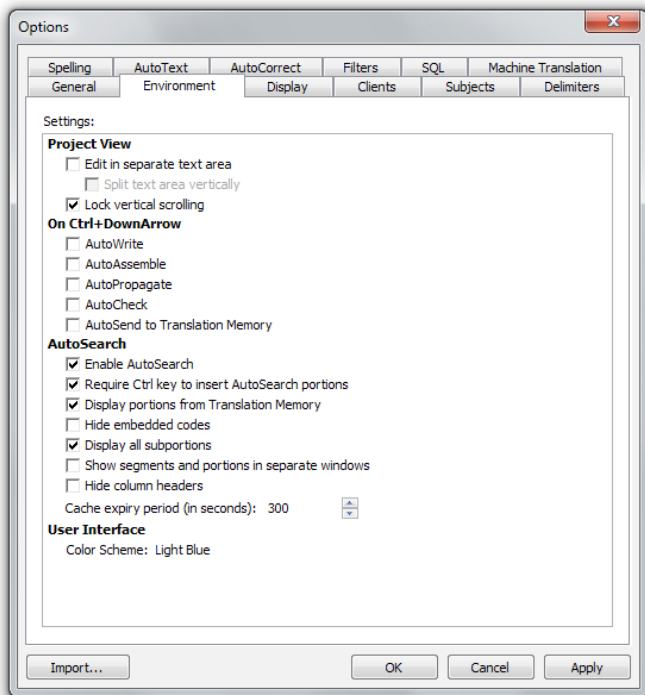 Options
Spelling AutoText AutoCorrect Filters SQL Machine Translation
General Environment Display Clients Subjects Delimiters
Settings:
Project View
Edit in separate text area
Split text area vertically
Lock vertical scrolling
On Ctrl+DownArrow
AutoWrite
AutoAssemble
AutoPropagate
AutoCheck
AutoSend to Translation Memory
AutoSearch
Enable AutoSearch
Require Ctrl key to insert AutoSearch portions
Display portions from Translation Memory
Hide embedded codes
Display all subportions
Show segments and portions in separate windows
Hide column headers
Cache expiry period (in seconds): 300
User Interface
Color Scheme: Light Blue
Import... OK Cancel Apply